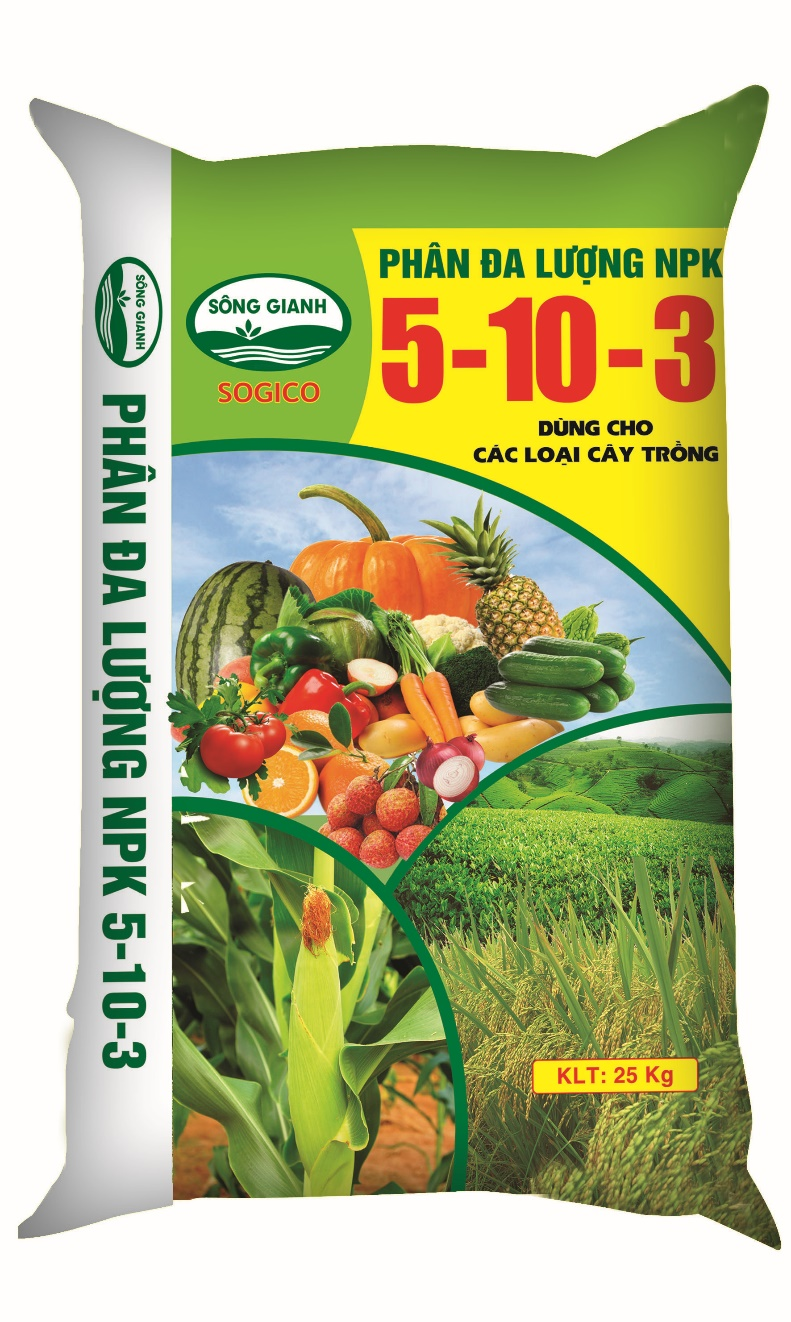 SÔNG GIANH
PHÂN ĐA LƯỢNG NPK 5-10-3
SÔNG GIANH
SOGICO
PHÂN ĐA LƯỢNG NPK
5-10-3
DÙNG CHO
CÁC LOẠI CÂY TRỒNG
KLT: 25 Kg